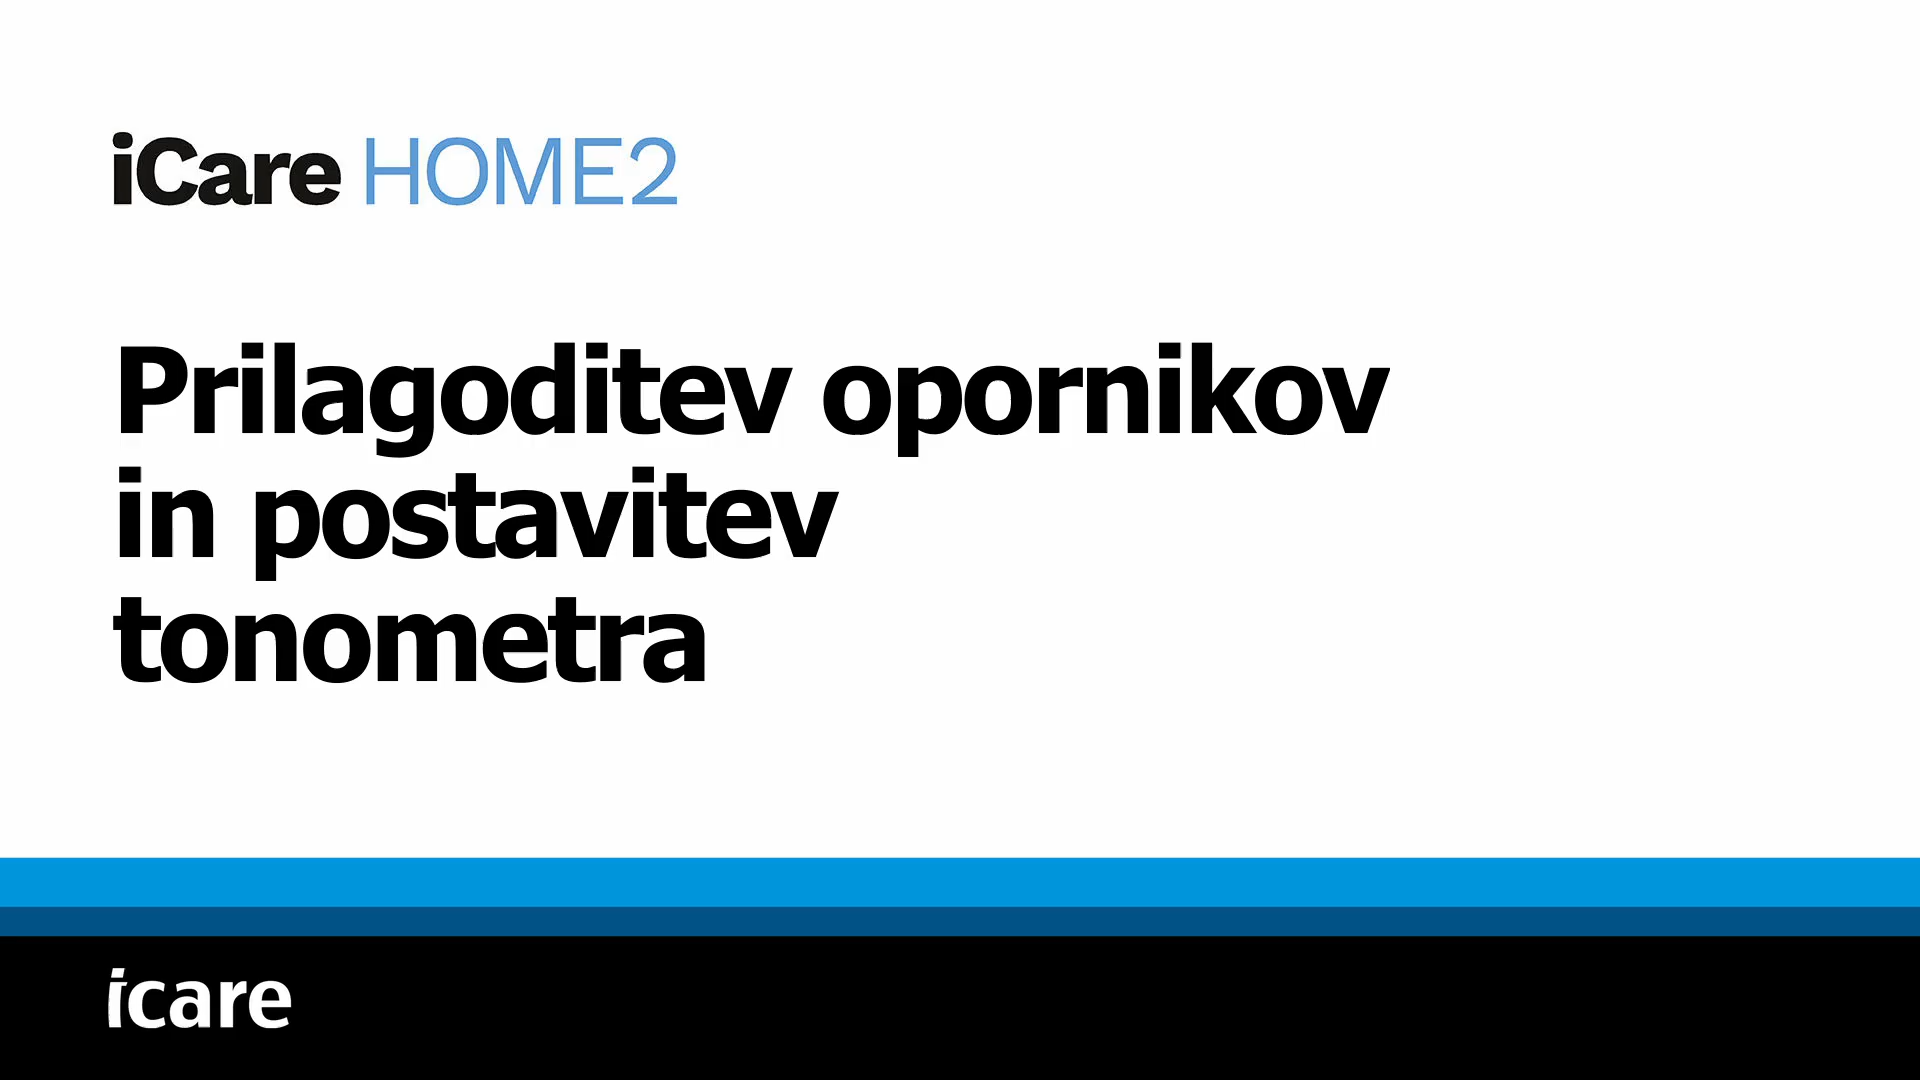 iCare HOME2
Prilagoditev opornikov
in postavitev
tonometra
icare